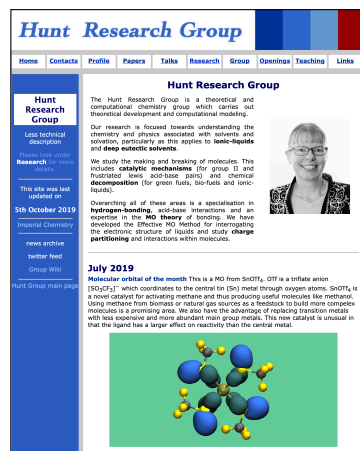 Hunt Research Group
Home Contacts Profile Papers Talks Research Group Openings Teaching Links
Hunt
Research
Group
Less technical
description
Please look under
Research for more
details.
This site was last
updated on
5th October 2019
Imperial Chemistry
news archive
twitter feed
Group Wiki
Hunt Group main page
Hunt Research Group
The Hunt Research Group is a theoretical and
computational chemistry group which carries out
theoretical development and computational modeling.
Our research is focused towards understanding the
chemistry and physics associated with solvents and
solvation, particularly as this applies to ionic-liquids
and deep eutectic solvents.
We study the making and breaking of molecules. This
includes catalytic mechanisms (for group II and
frustrated lewis acid-base pairs) and chemical
decomposition (for green fuels, bio-fuels and ionic-
liquids).
Overarching all of these areas is a specialisation in
hydrogen-bonding, acid-base interactions and an
expertise in the MO theory of bonding. We have
developed the Effective MO Method for interrogating
the electronic structure of liquids and study charge
partitioning and interactions within molecules.
July 2019
Molecular orbital of the month This is a MO from SnOTf₄. OTf is a triflate anion
[SO₃CF₃]⁻ which coordinates to the central tin (Sn) metal through oxygen atoms. SnOTf₄ is
a novel catalyst for activating methane and thus producing useful molecules like methanol.
Using methane from biomass or natural gas sources as a feedstock to build more compelex
molecules is a promising area. We also have the advantage of replacing transition metals
with less expensive and more abundant main group metals. This new catalyst is unusual in
that the ligand has a larger effect on reactivity than the central metal.